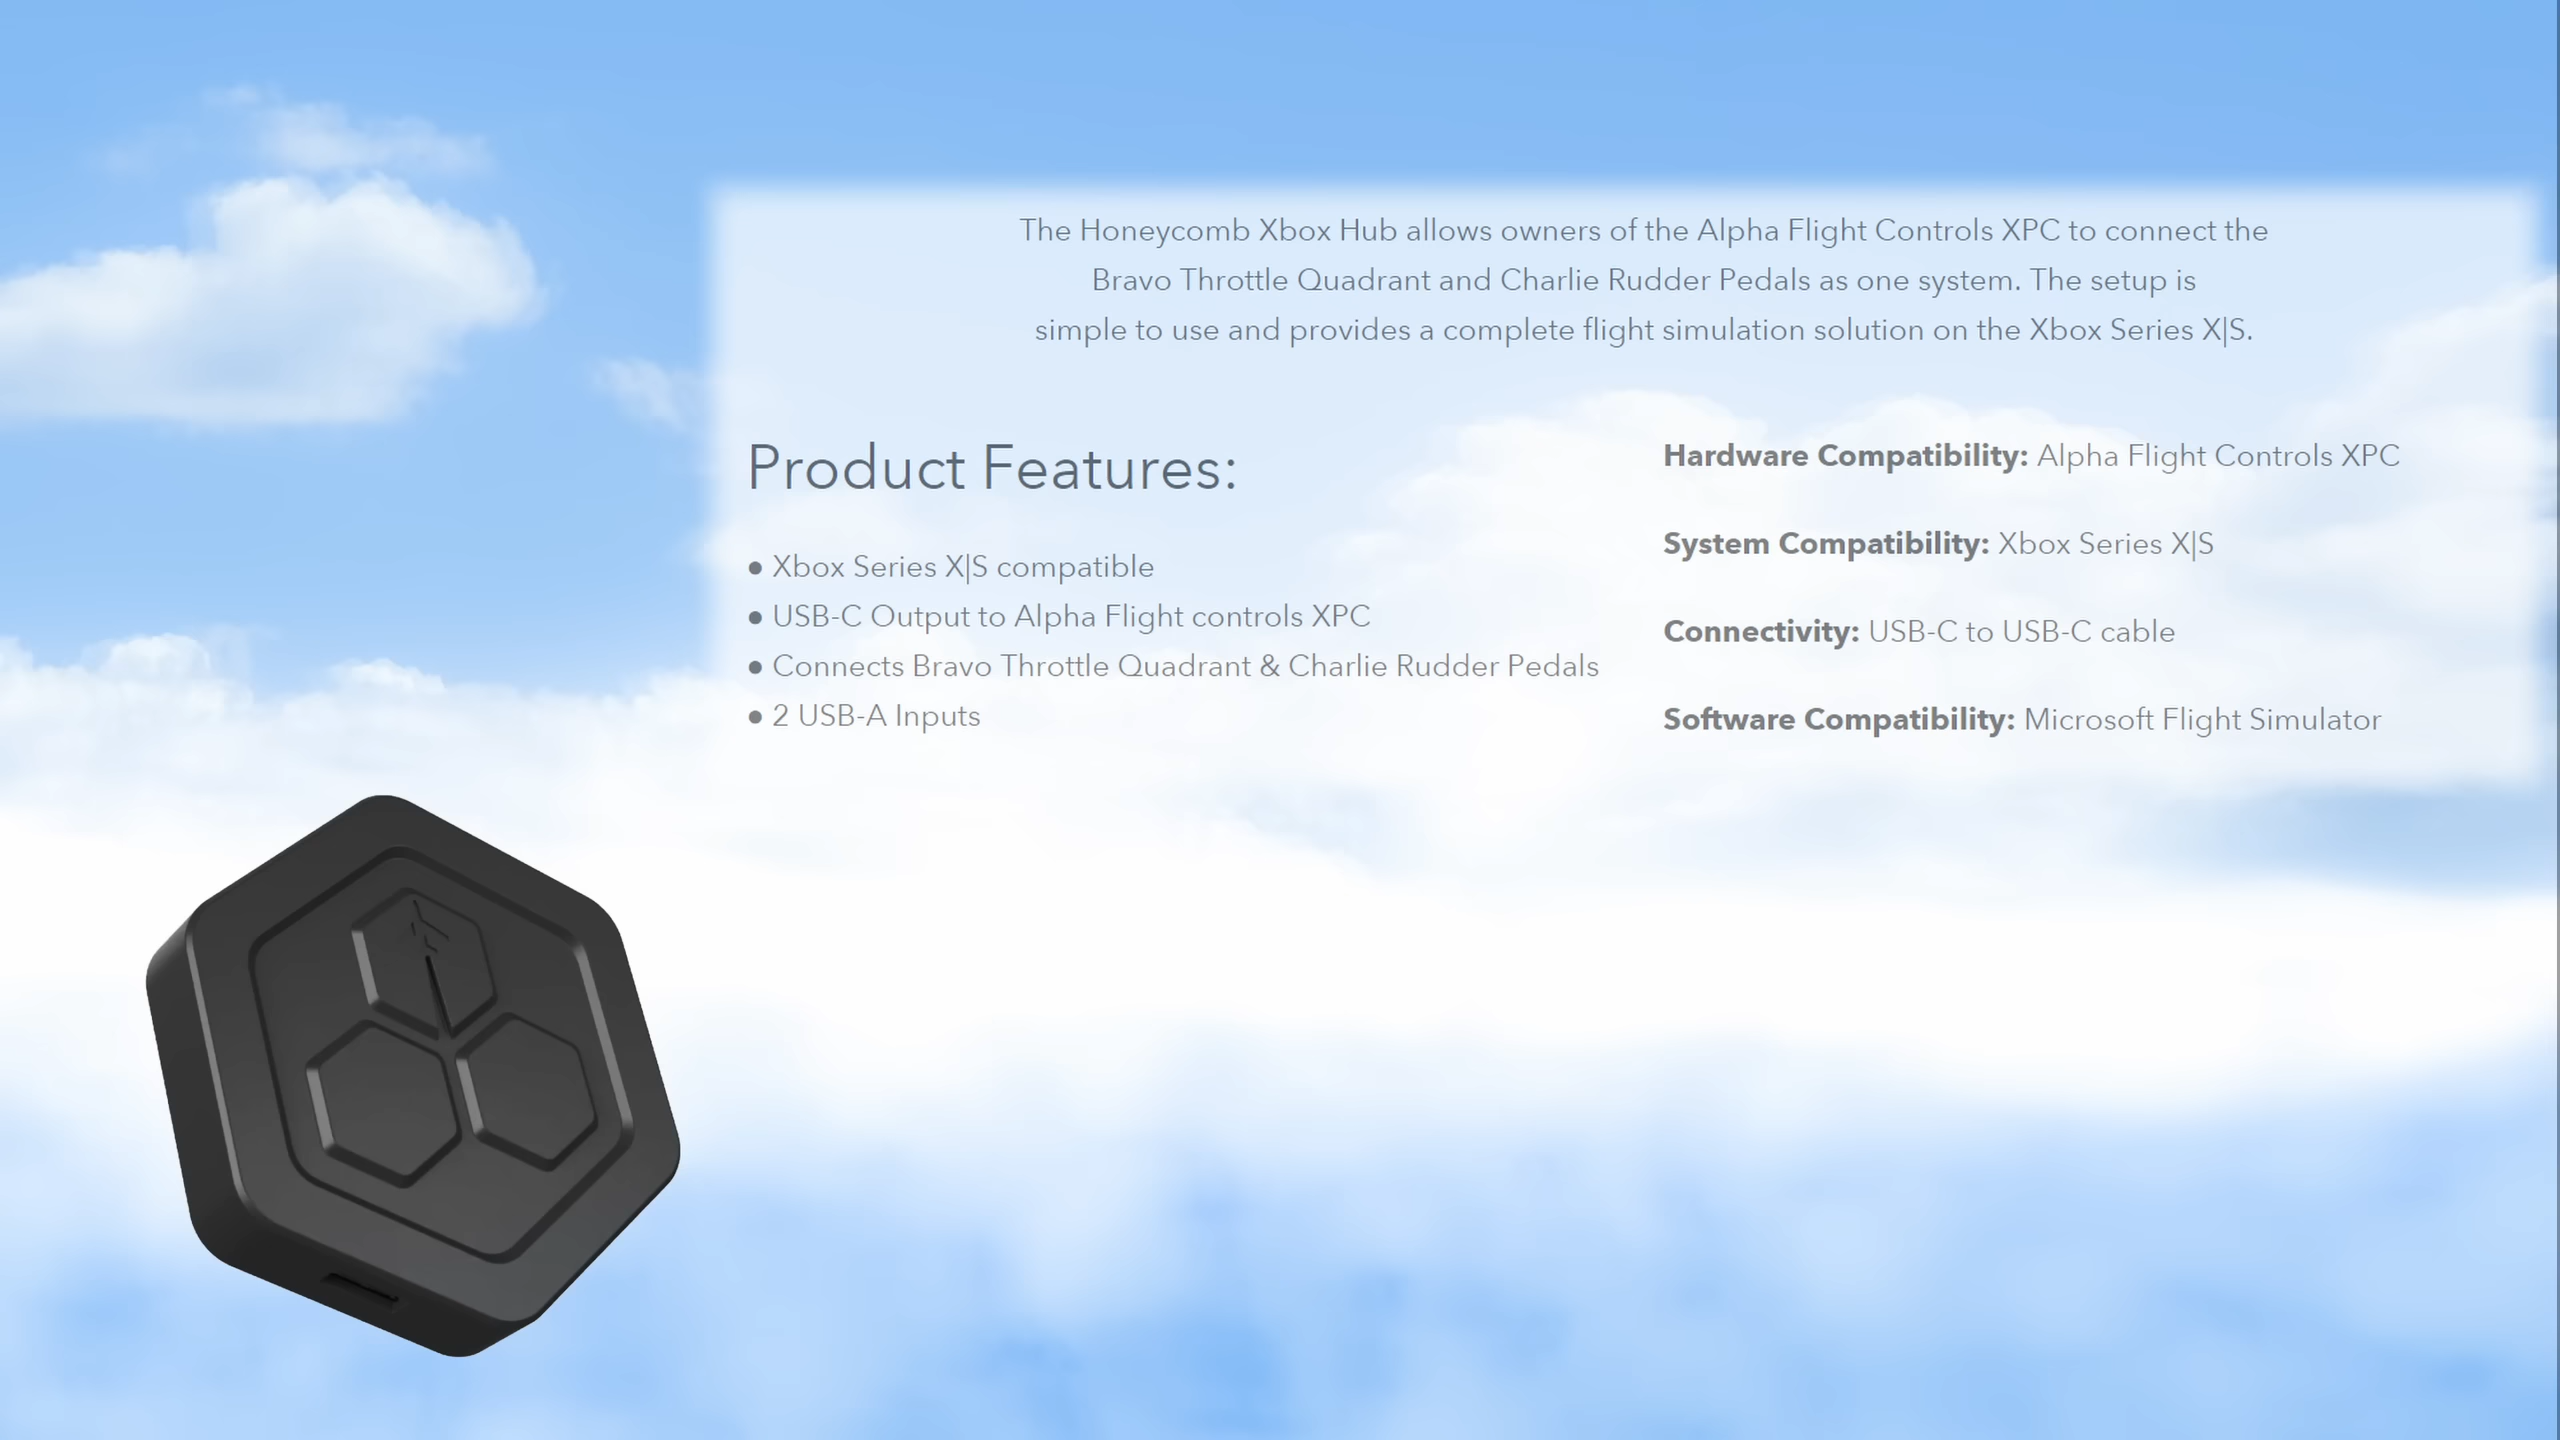 The Honeycomb Xbox Hub allows owners of the Alpha Flight Controls XPC to connect the
Bravo Throttle Quadrant and Charlie Rudder Pedals as one system. The setup is
simple to use and provides a complete flight simulation solution on the Xbox Series X|S.
Product Features:
● Xbox Series X|S compatible
● USB-C Output to Alpha Flight controls XPC
● Connects Bravo Throttle Quadrant & Charlie Rudder Pedals
● 2 USB-A Inputs
Hardware Compatibility: Alpha Flight Controls XPC
System Compatibility: Xbox Series X|S
Connectivity: USB-C to USB-C cable
Software Compatibility: Microsoft Flight Simulator